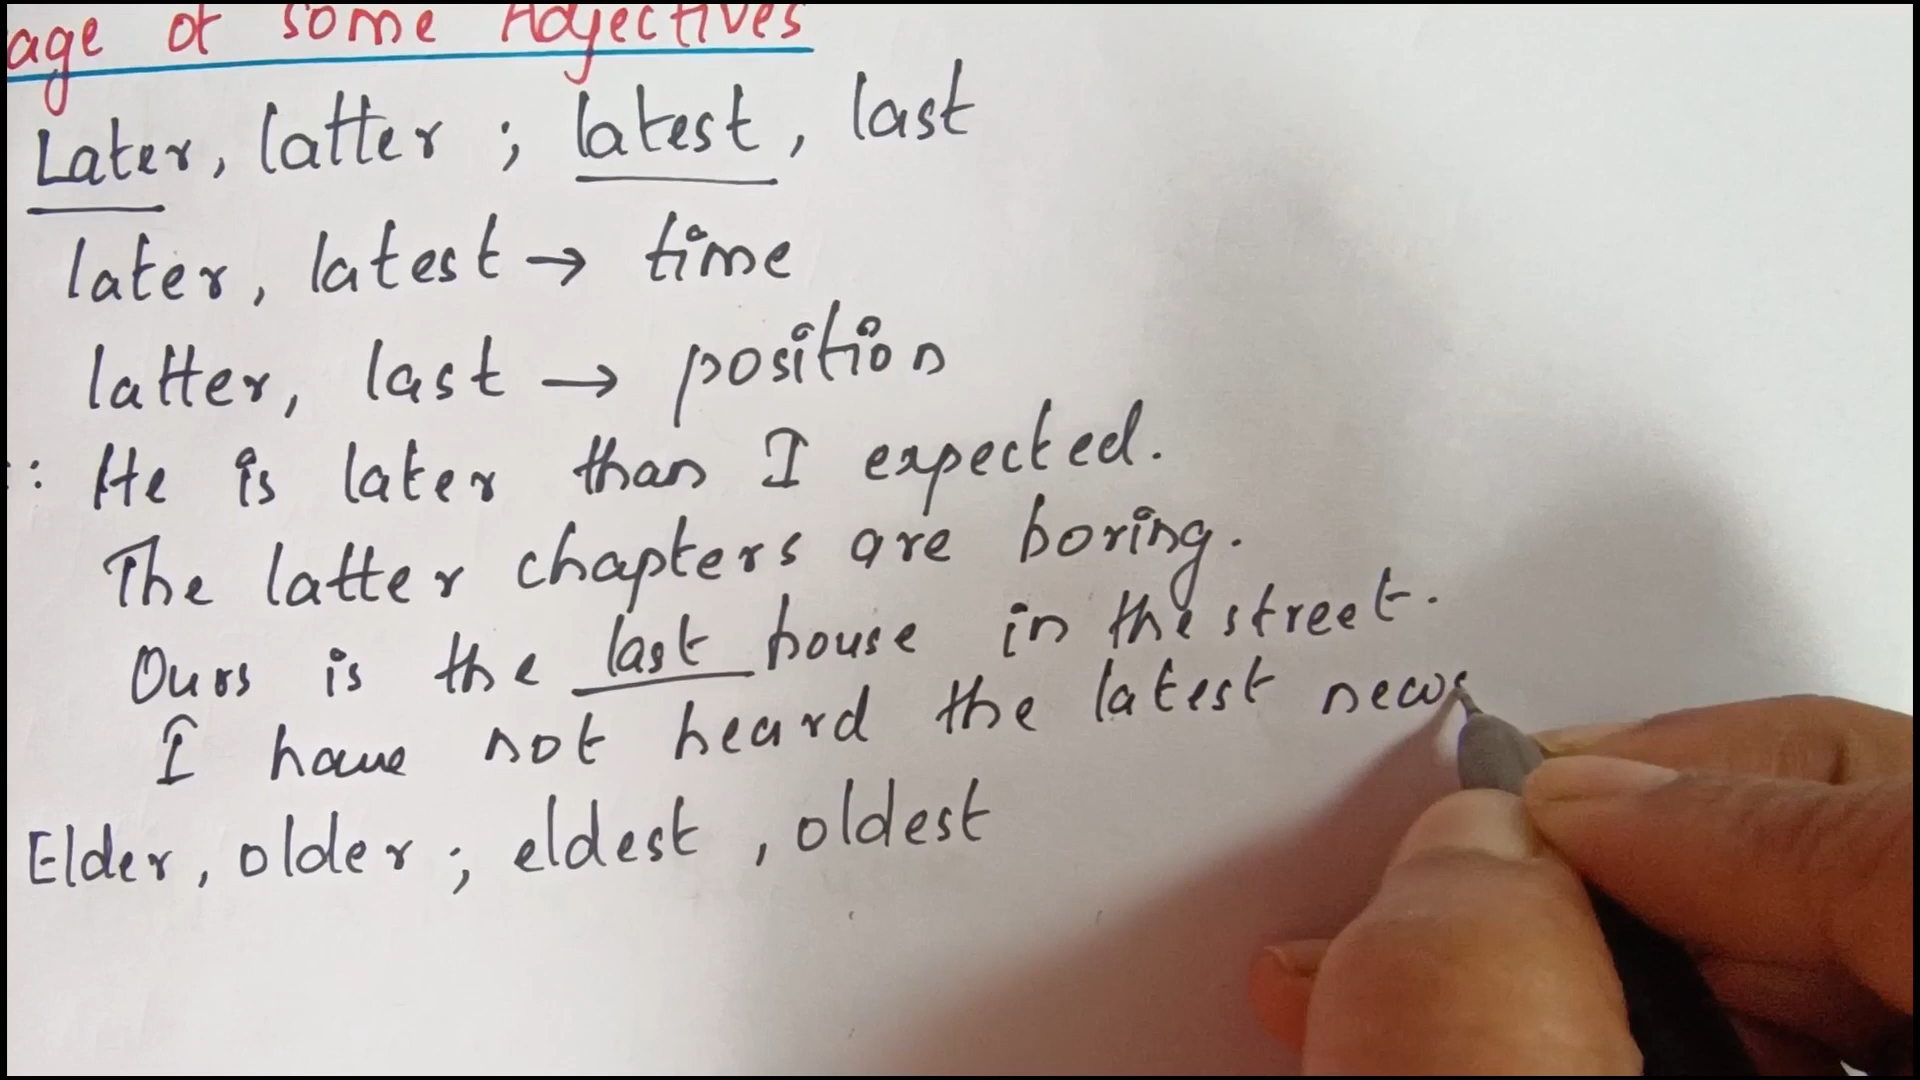 age of some Adjectives
Later, latter ; latest, last
later, latest → time
latter, last → position
: He is later than I expected.
The latter chapters are boring.
Ours is the last house in the street.
I have not heard the latest news
Elder, older ; eldest, oldest